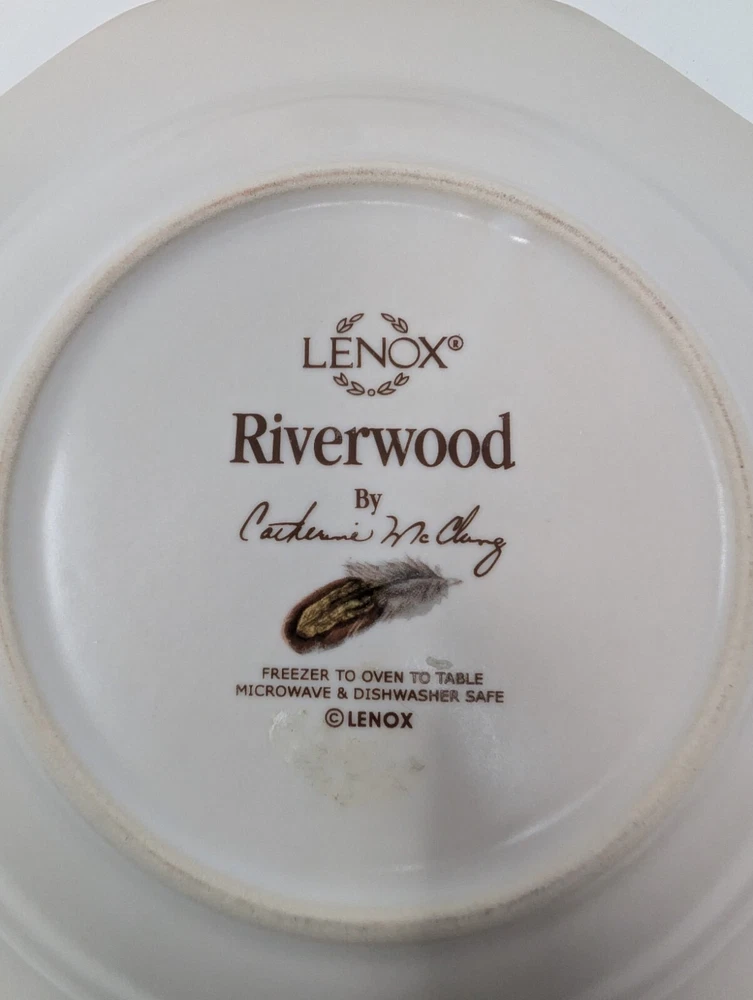 LENOX®
Riverwood
By
Catherine McClung
FREEZER TO OVEN TO TABLE
MICROWAVE & DISHWASHER SAFE
©LENOX